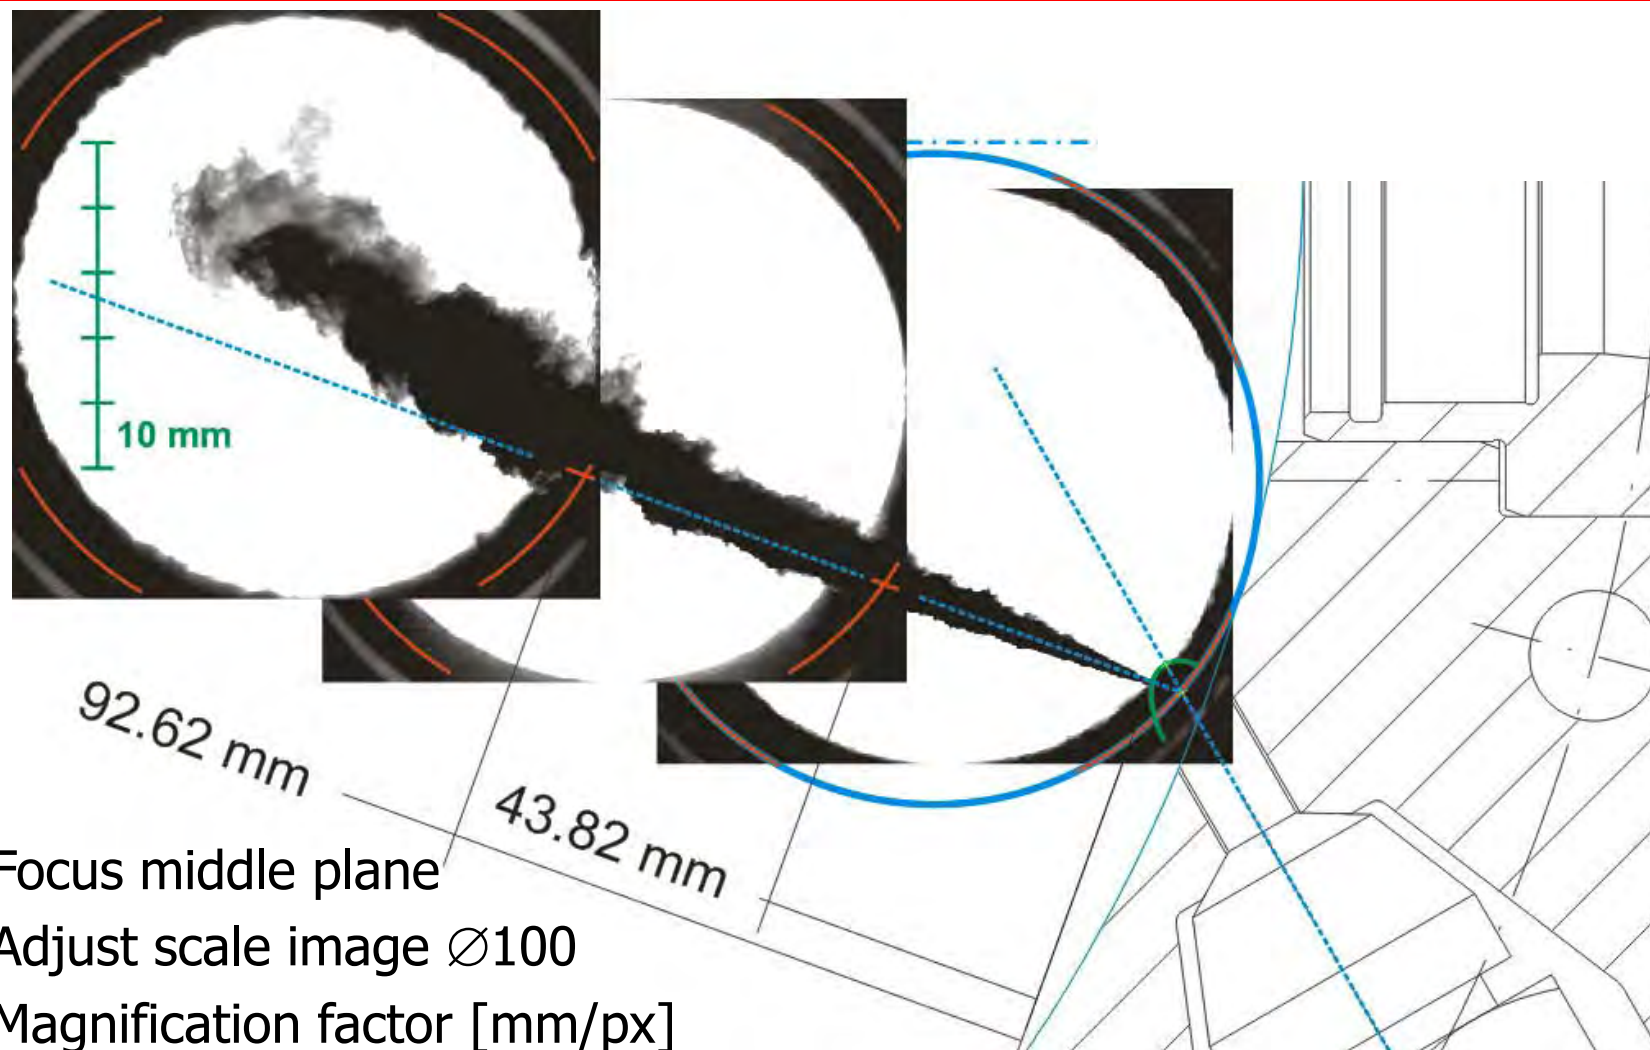 10 mm
92.62 mm
43.82 mm
Focus middle plane
Adjust scale image ∅100
Magnification factor [mm/px]